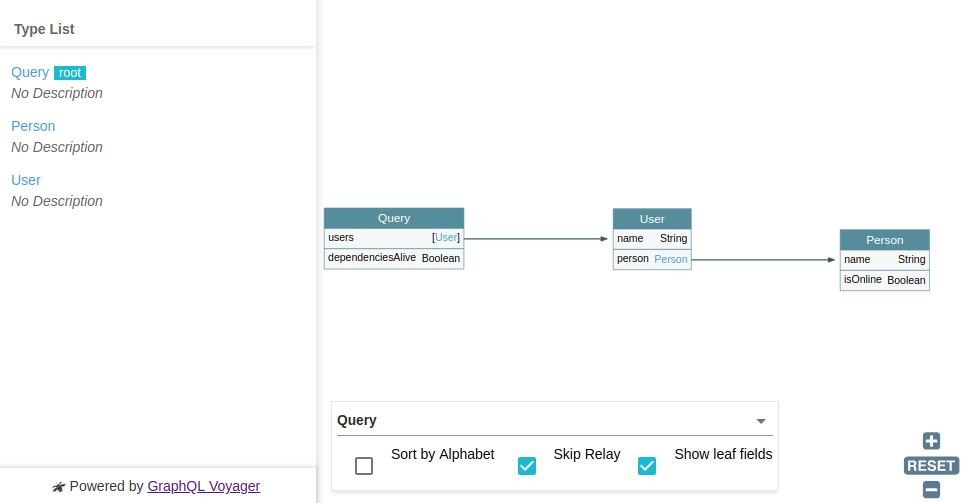 Type List
Query root
No Description
Person
No Description
User
No Description
Powered by GraphQL Voyager
Query
users [User]
dependenciesAlive Boolean
User
name String
person Person
Person
name String
isOnline Boolean
Query
Sort by Alphabet Skip Relay Show leaf fields
RESET